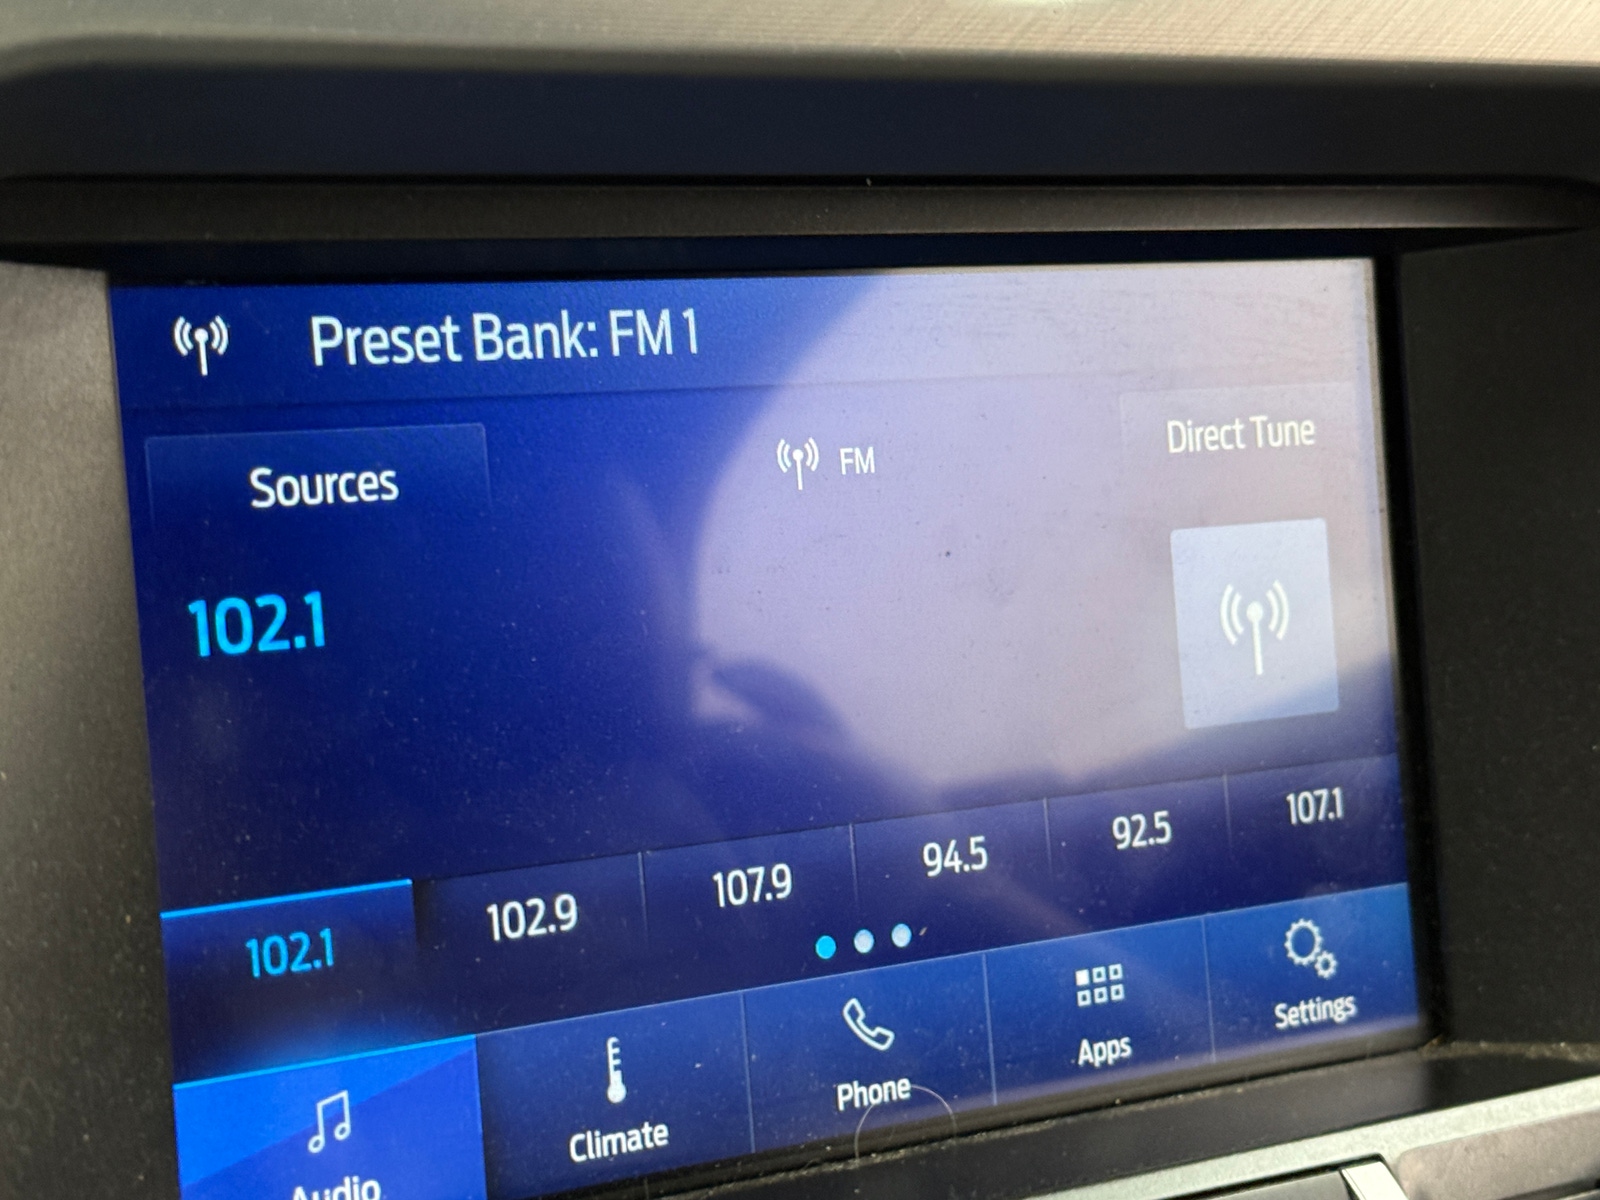 Preset Bank: FM 1
Sources
FM
Direct Tune
102.1
102.1
102.9
107.9
94.5
92.5
107.1
Audio
Climate
Phone
Apps
Settings